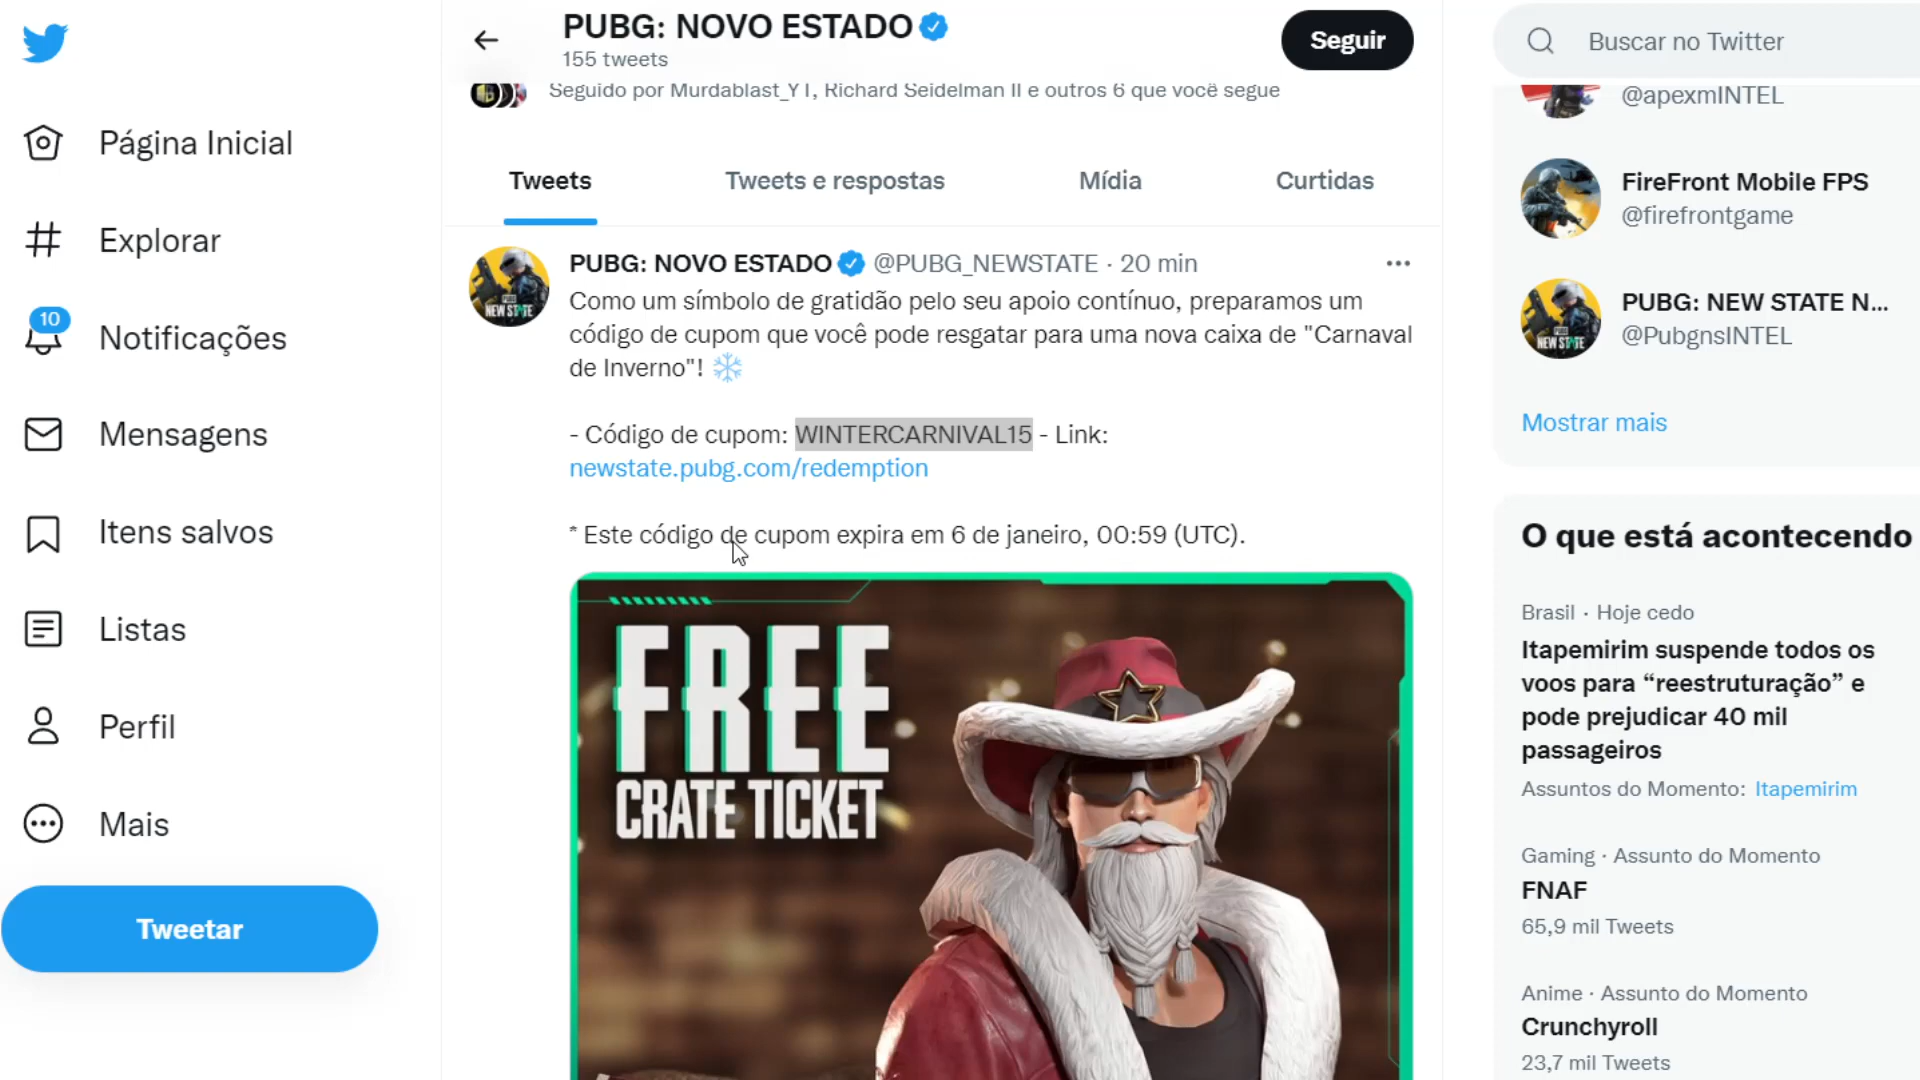 PUBG: NOVO ESTADO
155 tweets
Seguir
Seguido por Murdablast_YT, Richard Seidelman II e outros 6 que você segue
Tweets
Tweets e respostas
Mídia
Curtidas
Página Inicial
Explorar
10
Notificações
Mensagens
Itens salvos
Listas
Perfil
Mais
Tweetar
NEW STATE
PUBG: NOVO ESTADO @PUBG_NEWSTATE · 20 min
Como um símbolo de gratidão pelo seu apoio contínuo, preparamos um
código de cupom que você pode resgatar para uma nova caixa de "Carnaval
de Inverno"! ❄️
- Código de cupom: WINTERCARNIVAL15 - Link:
newstate.pubg.com/redemption
* Este código de cupom expira em 6 de janeiro, 00:59 (UTC).
FREE
CRATE TICKET
Buscar no Twitter
@apexmINTEL
FireFront Mobile FPS
@firefrontgame
NEW STATE
PUBG: NEW STATE N...
@PubgnsINTEL
Mostrar mais
O que está acontecendo
Brasil · Hoje cedo
Itapemirim suspende todos os
voos para “reestruturação” e
pode prejudicar 40 mil
passageiros
Assuntos do Momento: Itapemirim
Gaming · Assunto do Momento
FNAF
65,9 mil Tweets
Anime · Assunto do Momento
Crunchyroll
23,7 mil Tweets